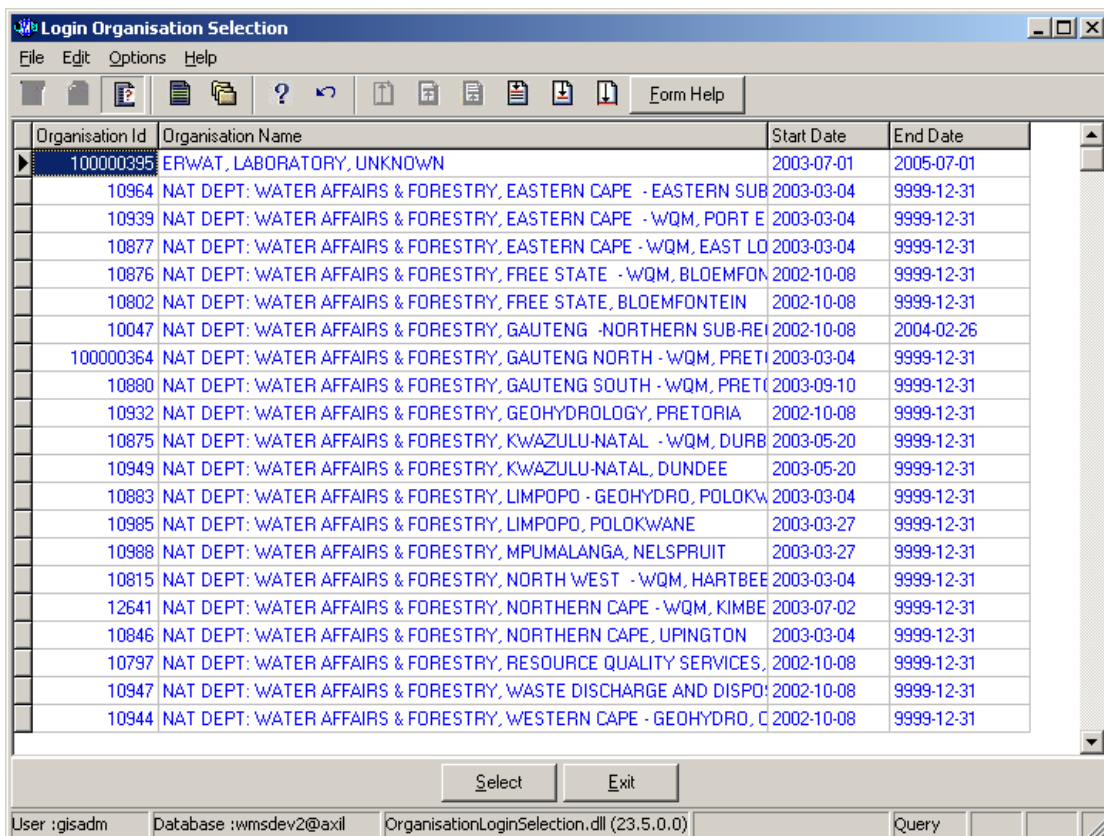 Login Organisation Selection
File Edit Options Help
Form Help
Organisation Id Organisation Name Start Date End Date
100000395 ERWAT, LABORATORY, UNKNOWN 2003-07-01 2005-07-01
10964 NAT DEPT: WATER AFFAIRS & FORESTRY, EASTERN CAPE - EASTERN SUB 2003-03-04 9999-12-31
10939 NAT DEPT: WATER AFFAIRS & FORESTRY, EASTERN CAPE - WQM, PORT E 2003-03-04 9999-12-31
10877 NAT DEPT: WATER AFFAIRS & FORESTRY, EASTERN CAPE - WQM, EAST LO 2003-03-04 9999-12-31
10876 NAT DEPT: WATER AFFAIRS & FORESTRY, FREE STATE - WQM, BLOEMFON 2002-10-08 9999-12-31
10802 NAT DEPT: WATER AFFAIRS & FORESTRY, FREE STATE, BLOEMFONTEIN 2002-10-08 9999-12-31
10047 NAT DEPT: WATER AFFAIRS & FORESTRY, GAUTENG -NORTHERN SUB-RE 2002-10-08 2004-02-26
100000364 NAT DEPT: WATER AFFAIRS & FORESTRY, GAUTENG NORTH - WQM, PRET 2003-03-04 9999-12-31
10880 NAT DEPT: WATER AFFAIRS & FORESTRY, GAUTENG SOUTH - WQM, PRET 2003-09-10 9999-12-31
10932 NAT DEPT: WATER AFFAIRS & FORESTRY, GEOHYDROLOGY, PRETORIA 2002-10-08 9999-12-31
10875 NAT DEPT: WATER AFFAIRS & FORESTRY, KWAZULU-NATAL - WQM, DURB 2003-05-20 9999-12-31
10949 NAT DEPT: WATER AFFAIRS & FORESTRY, KWAZULU-NATAL, DUNDEE 2003-05-20 9999-12-31
10883 NAT DEPT: WATER AFFAIRS & FORESTRY, LIMPOPO - GEOHYDRO, POLOKW 2003-03-04 9999-12-31
10985 NAT DEPT: WATER AFFAIRS & FORESTRY, LIMPOPO, POLOKWANE 2003-03-27 9999-12-31
10988 NAT DEPT: WATER AFFAIRS & FORESTRY, MPUMALANGA, NELSPRUIT 2003-03-27 9999-12-31
10815 NAT DEPT: WATER AFFAIRS & FORESTRY, NORTH WEST - WQM, HARTBEE 2003-03-04 9999-12-31
12641 NAT DEPT: WATER AFFAIRS & FORESTRY, NORTHERN CAPE - WQM, KIMBE 2003-07-02 9999-12-31
10846 NAT DEPT: WATER AFFAIRS & FORESTRY, NORTHERN CAPE, UPINGTON 2003-03-04 9999-12-31
10797 NAT DEPT: WATER AFFAIRS & FORESTRY, RESOURCE QUALITY SERVICES, 2002-10-08 9999-12-31
10947 NAT DEPT: WATER AFFAIRS & FORESTRY, WASTE DISCHARGE AND DISPO 2002-10-08 9999-12-31
10944 NAT DEPT: WATER AFFAIRS & FORESTRY, WESTERN CAPE - GEOHYDRO, 2002-10-08 9999-12-31
Select Exit
User :gisadm Database :wmsdev2@axil OrganisationLoginSelection.dll (23.5.0.0) Query